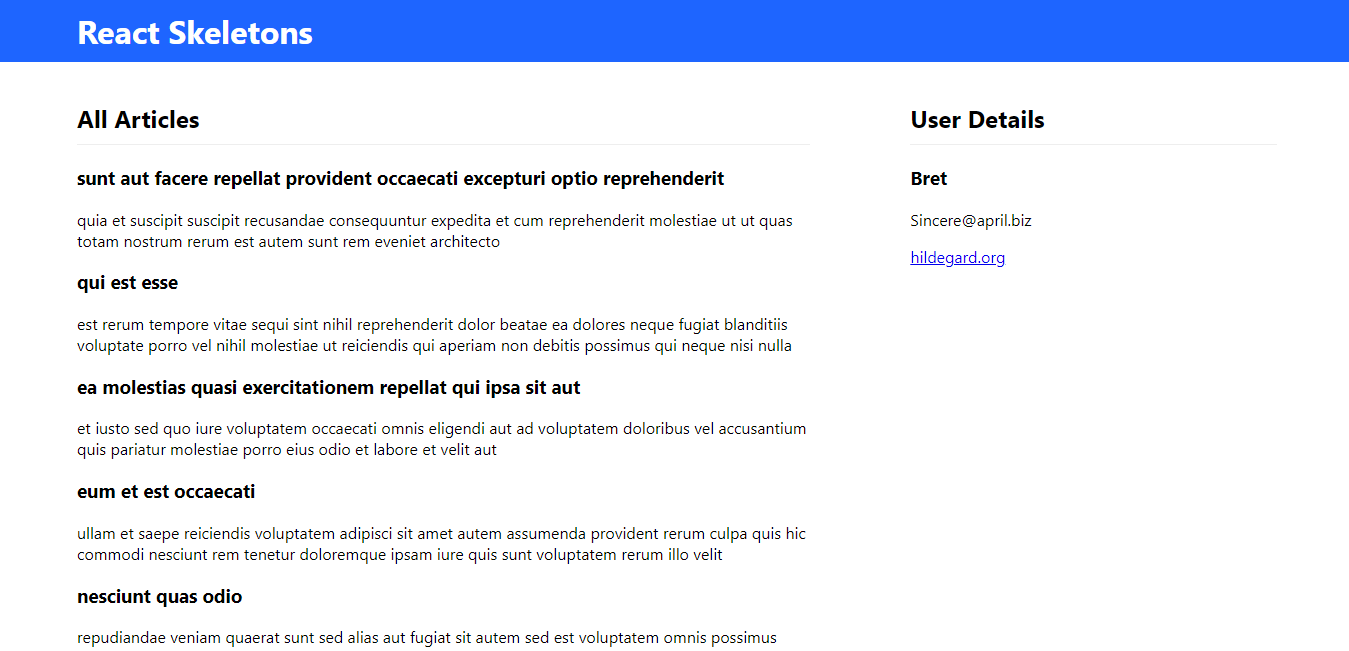 React Skeletons
All Articles
sunt aut facere repellat provident occaecati excepturi optio reprehenderit
quia et suscipit suscipit recusandae consequuntur expedita et cum reprehenderit molestiae ut ut quas
totam nostrum rerum est autem sunt rem eveniet architecto
qui est esse
est rerum tempore vitae sequi sint nihil reprehenderit dolor beatae ea dolores neque fugiat blanditiis
voluptate porro vel nihil molestiae ut reiciendis qui aperiam non debitis possimus qui neque nisi nulla
ea molestias quasi exercitationem repellat qui ipsa sit aut
et iusto sed quo iure voluptatem occaecati omnis eligendi aut ad voluptatem doloribus vel accusantium
quis pariatur molestiae porro eius odio et labore et velit aut
eum et est occaecati
ullam et saepe reiciendis voluptatem adipisci sit amet autem assumenda provident rerum culpa quis hic
commodi nesciunt rem tenetur doloremque ipsam iure quis sunt voluptatem rerum illo velit
nesciunt quas odio
repudiandae veniam quaerat sunt sed alias aut fugiat sit autem sed est voluptatem omnis possimus
User Details
Bret
Sincere@april.biz
hildegard.org